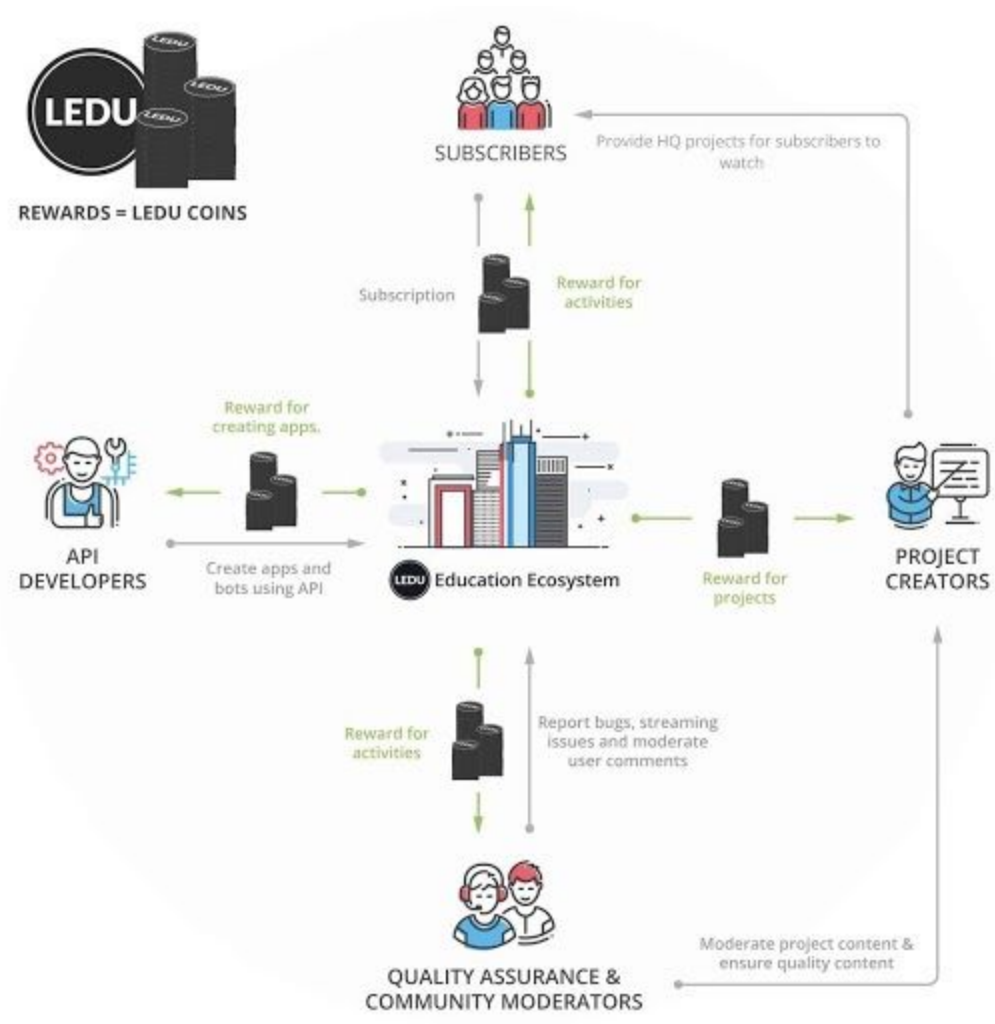 LEDU
LEDU
LEDU
LEDU
REWARDS = LEDU COINS
SUBSCRIBERS
Provide HQ projects for subscribers to
watch
Subscription
Reward for
activities
Reward for
creating apps.
API
DEVELOPERS
Create apps and
bots using API
LEDU Education Ecosystem
Reward for
projects
PROJECT
CREATORS
Reward for
activities
Report bugs, streaming
issues and moderate
user comments
QUALITY ASSURANCE &
COMMUNITY MODERATORS
Moderate project content &
ensure quality content